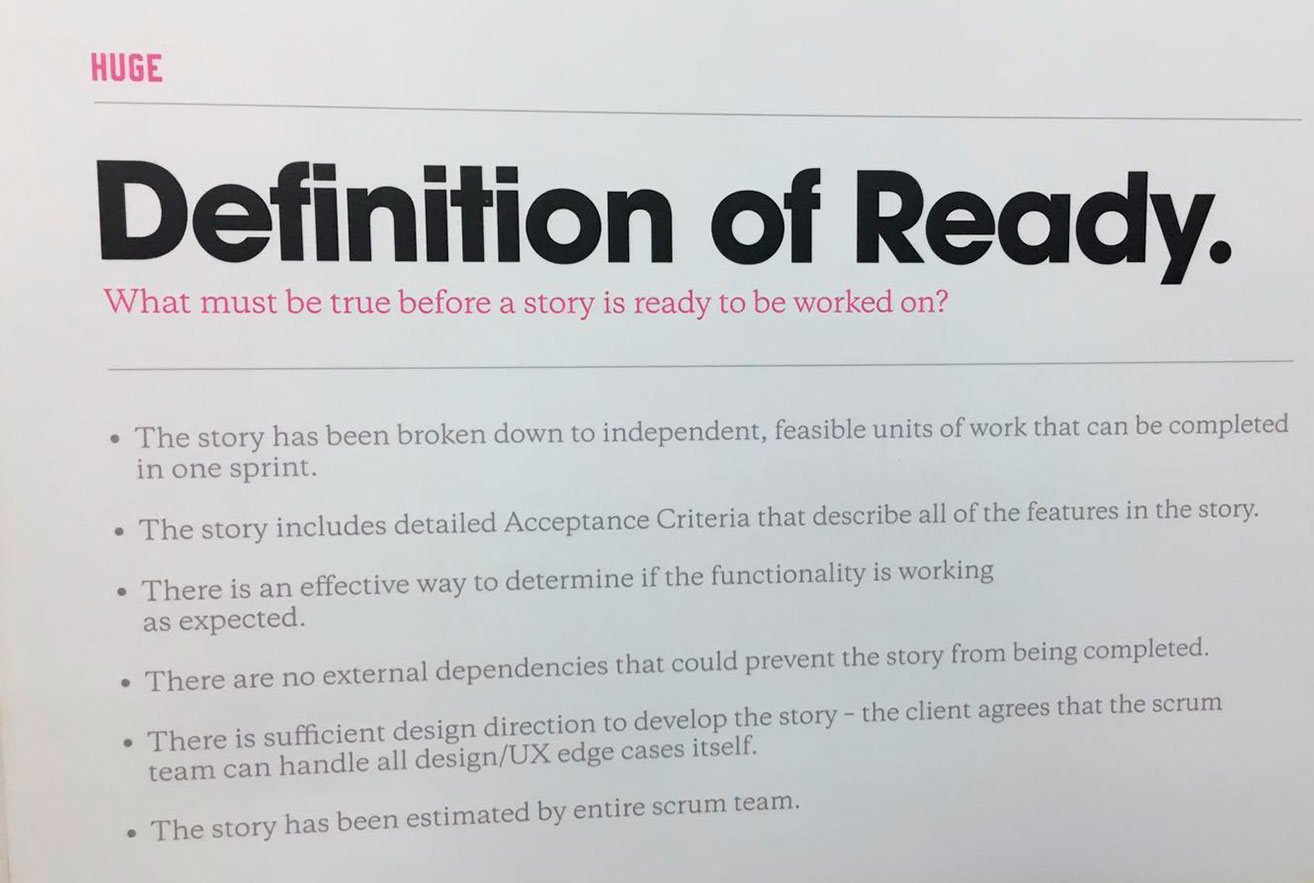 HUGE
Definition of Ready.
What must be true before a story is ready to be worked on?
• The story has been broken down to independent, feasible units of work that can be completed
in one sprint.
• The story includes detailed Acceptance Criteria that describe all of the features in the story.
• There is an effective way to determine if the functionality is working
as expected.
• There are no external dependencies that could prevent the story from being completed.
• There is sufficient design direction to develop the story – the client agrees that the scrum
team can handle all design/UX edge cases itself.
• The story has been estimated by entire scrum team.